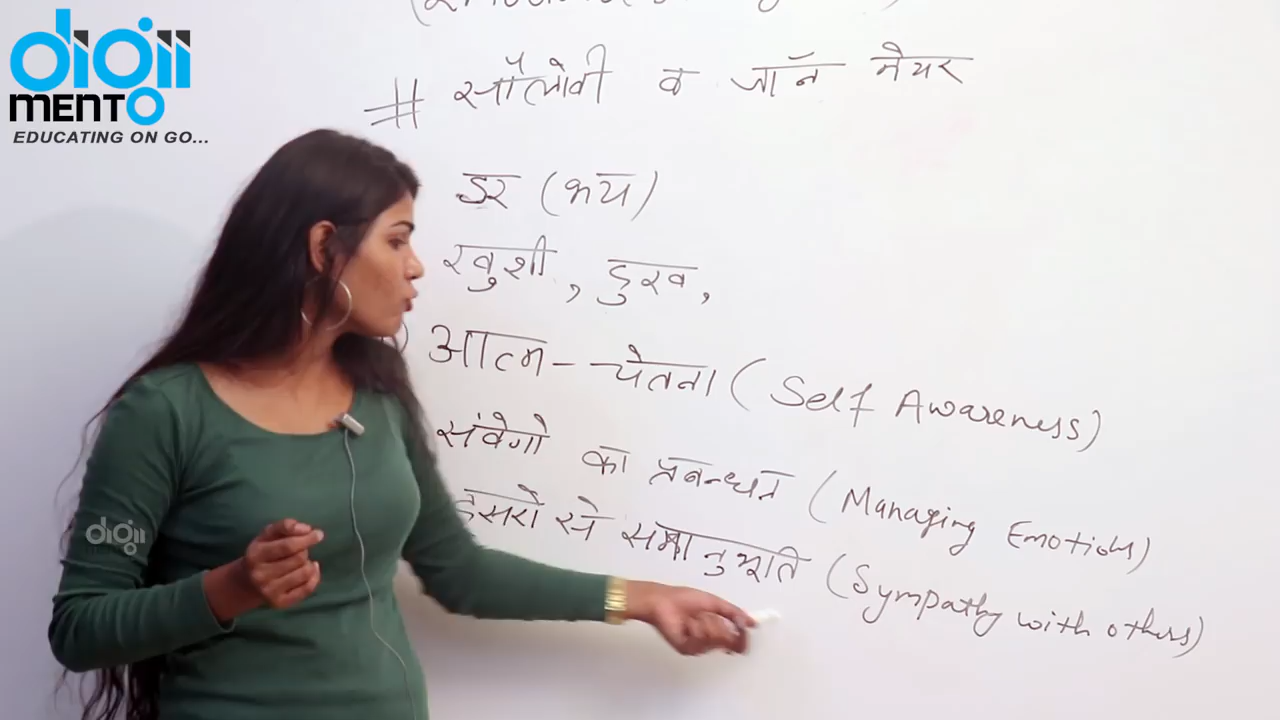 digii
MENTO
EDUCATING ON GO...
# सॉलोवी व जॉन मेयर
डर (भय)
खुशी, दुख,
आत्म-चेतना (Self Awareness)
संवेगो का प्रबन्धन (Managing Emotions)
दुसरो से समानुभूति (Sympathy with others)
digii